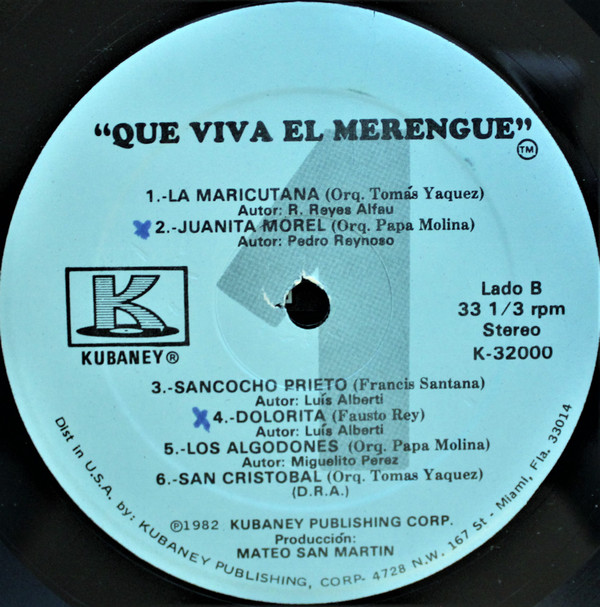 "QUE VIVA EL MERENGUE"
TM
1.-LA MARICUTANA (Orq. Tomás Yaquez)
Autor: R. Reyes Alfau
2.-JUANITA MOREL (Orq. Papa Molina)
Autor: Pedro Reynoso
1
K
KUBANEY®
Lado B
33 1/3 rpm
Stereo
K-32000
3.-SANCOCHO PRIETO (Francis Santana)
Autor: Luis Alberti
4.-DOLORITA (Fausto Rey)
Autor: Luís Alberti
5.-LOS ALGODONES (Orq. Papa Molina)
Autor: Miguelito Perez
6.-SAN CRISTOBAL (Orq. Tomas Yaquez)
(D.R.A.)
℗1982 KUBANEY PUBLISHING CORP.
Producción:
MATEO SAN MARTIN
Dist in U.S.A. by: KUBANEY PUBLISHING, CORP- 4728 N.W. 167 St - Miami, Fla. 33014